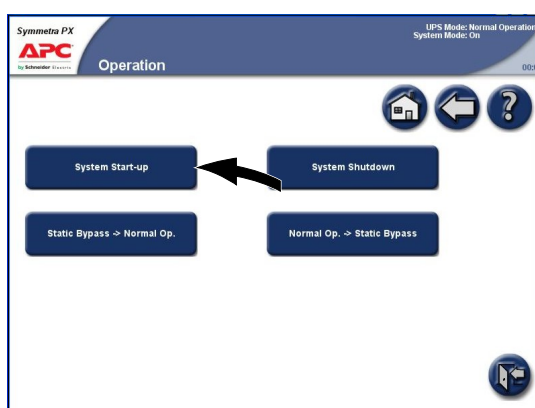 Symmetra PX
UPS Mode: Normal Operation
System Mode: On
APC
by Schneider Electric
Operation
?
System Start-up
System Shutdown
Static Bypass -> Normal Op.
Normal Op. -> Static Bypass